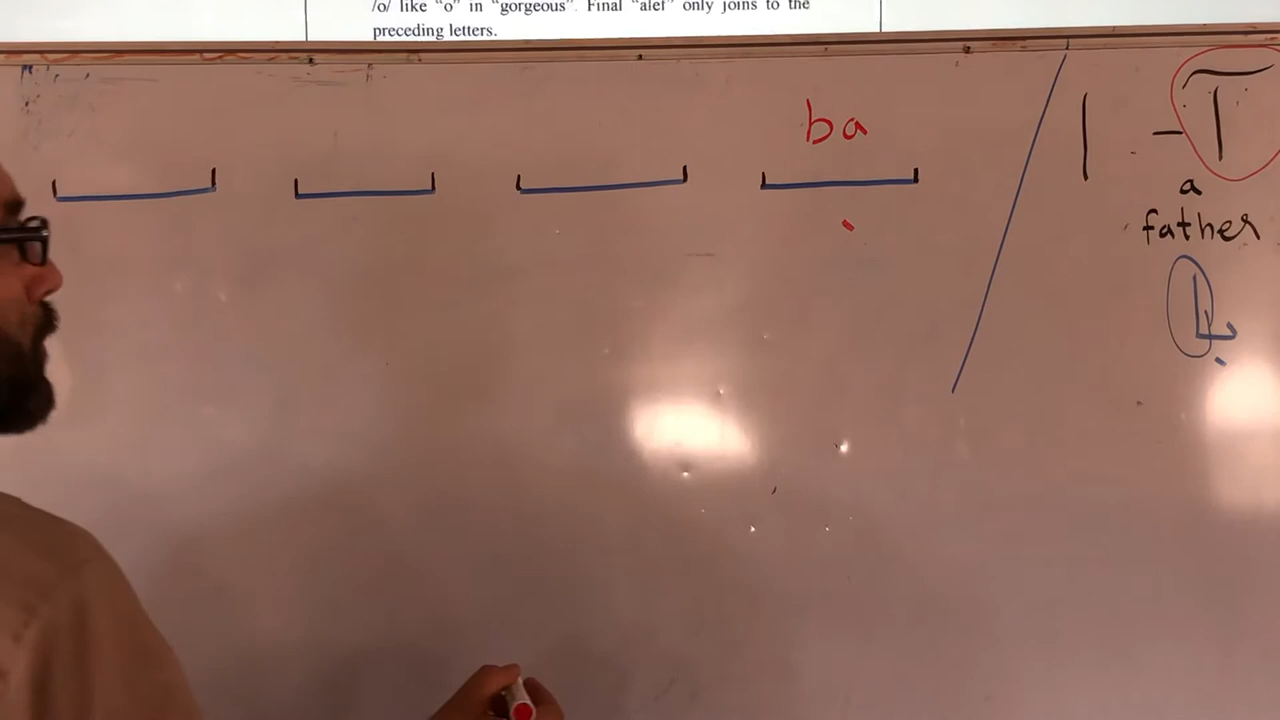 /o/ like “o” in “gorgeous”. Final “alef” only joins to the
preceding letters.
ba
ب
آ - ا
a
father
با